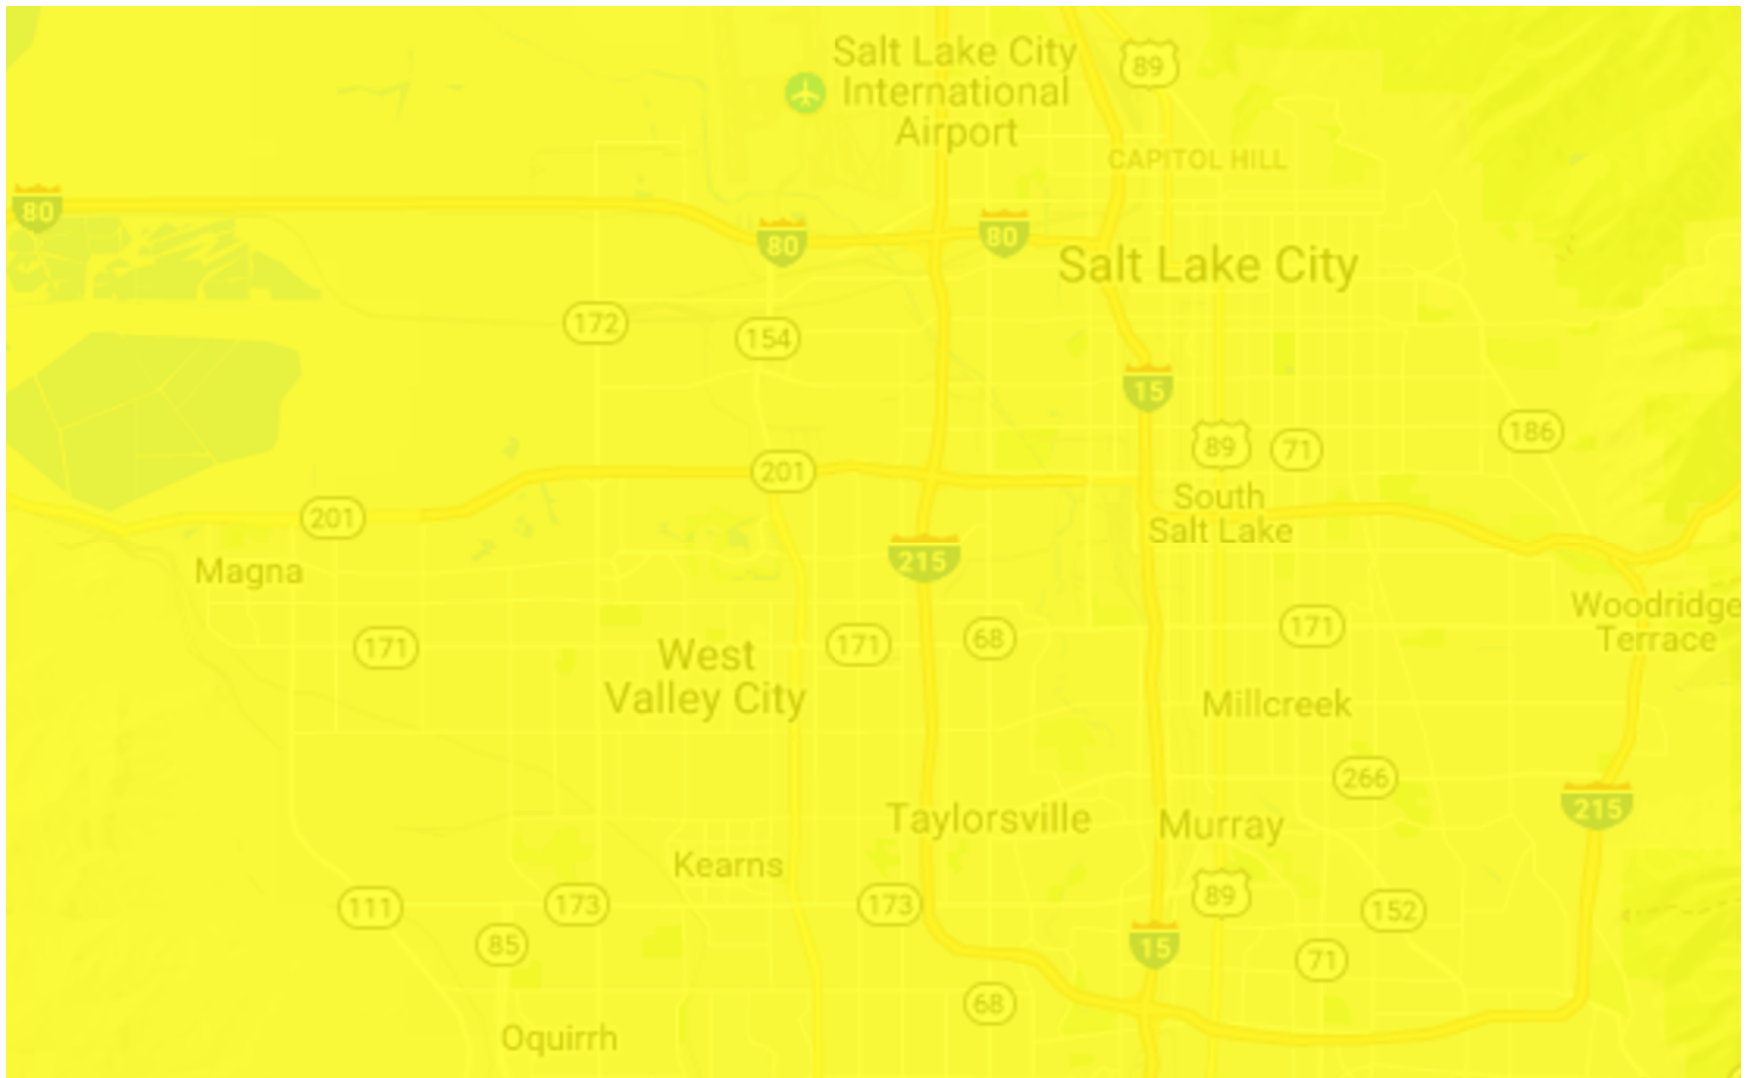 Salt Lake City
International
Airport
89
CAPITOL HILL
80
80
80
Salt Lake City
172
154
15
89
71
186
201
201
South
Salt Lake
215
Magna
Woodridge
Terrace
171
West
Valley City
171
68
171
Millcreek
266
215
Taylorsville
Murray
Kearns
111
173
173
89
152
85
15
71
68
Oquirrh